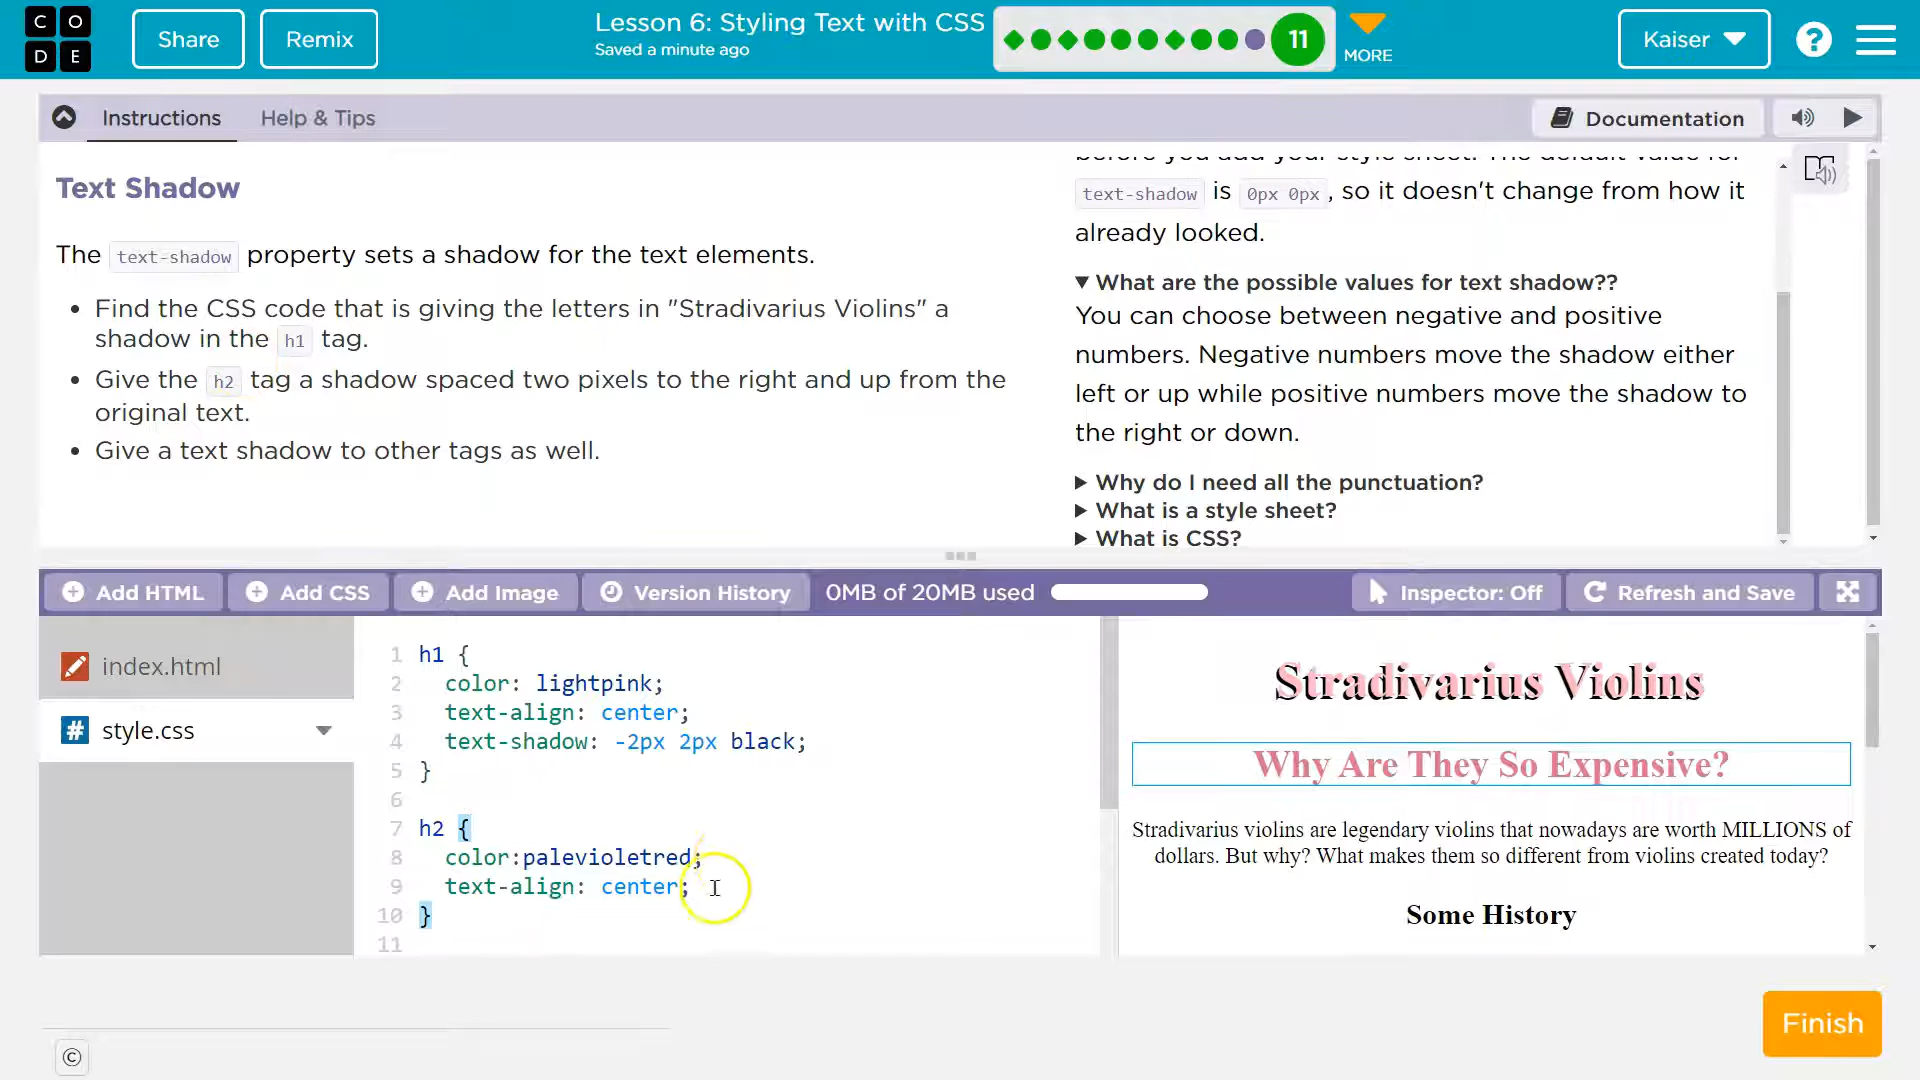 CODE
Share
Remix
Lesson 6: Styling Text with CSS
Saved a minute ago
11
MORE
Kaiser
?
Instructions
Help & Tips
Documentation
Text Shadow
The text-shadow property sets a shadow for the text elements.
• Find the CSS code that is giving the letters in "Stradivarius Violins" a
shadow in the h1 tag.
• Give the h2 tag a shadow spaced two pixels to the right and up from the
original text.
• Give a text shadow to other tags as well.
before you add your style sheet. The default value for
text-shadow is 0px 0px, so it doesn't change from how it
already looked.
What are the possible values for text shadow??
You can choose between negative and positive
numbers. Negative numbers move the shadow either
left or up while positive numbers move the shadow to
the right or down.
Why do I need all the punctuation?
What is a style sheet?
What is CSS?
Add HTML
Add CSS
Add Image
Version History
0MB of 20MB used
Inspector: Off
Refresh and Save
index.html
# style.css
1 h1 {
2 color: lightpink;
3 text-align: center;
4 text-shadow: -2px 2px black;
5 }
6
7 h2 {
8 color:palevioletred;
9 text-align: center;
10 }
11
Stradivarius Violins
Why Are They So Expensive?
Stradivarius violins are legendary violins that nowadays are worth MILLIONS of
dollars. But why? What makes them so different from violins created today?
Some History
Finish
©